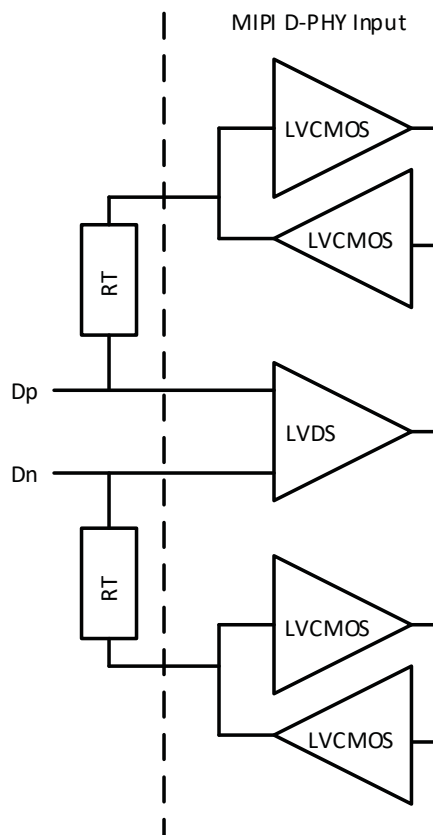 MIPI D-PHY Input
LVCMOS
LVCMOS
RT
Dp
LVDS
Dn
RT
LVCMOS
LVCMOS